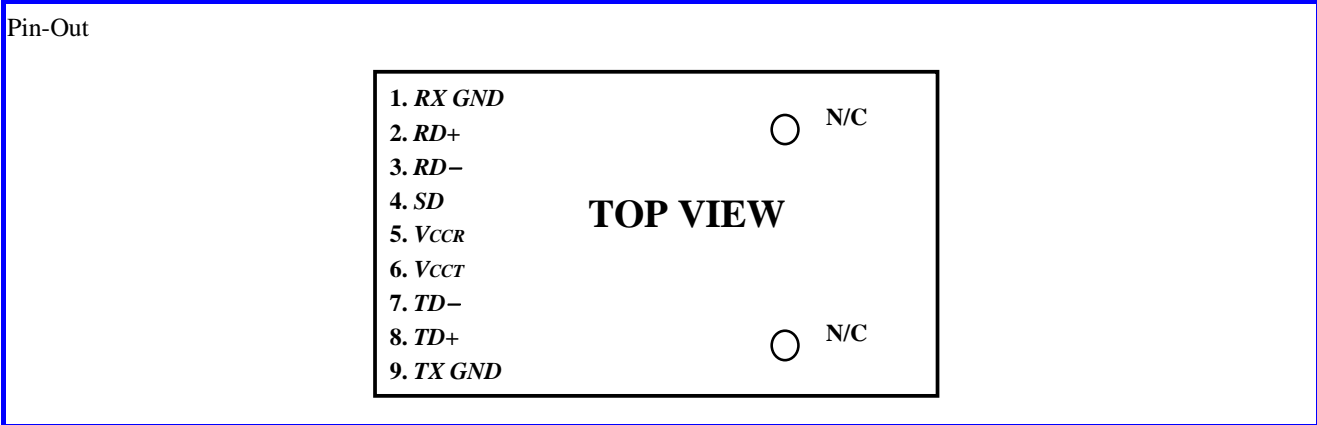 Pin-Out
1. RX GND
N/C
2. RD+
3. RD−
4. SD
TOP VIEW
5. VCCR
6. VCCT
7. TD−
8. TD+
N/C
9. TX GND